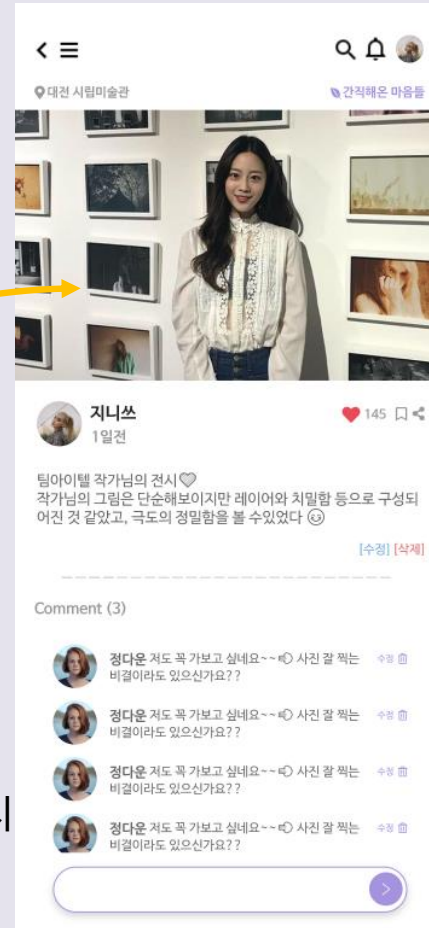 대전 시립미술관
간직해온 마음들
지니쓰
145
1일전
팀아이텔 작가님의 전시♡
작가님의 그림은 단순해보이지만 레이어와 치밀함 등으로 구성되
어진 것 같았고, 극도의 정밀함을 볼 수있었다
[수정] [삭제]
Comment (3)
정다운 저도 꼭 가보고 싶네요~~ 사진 잘 찍는 수정
비결이라도 있으신가요??
정다운 저도 꼭 가보고 싶네요~~ 사진 잘 찍는 수정
비결이라도 있으신가요??
정다운 저도 꼭 가보고 싶네요~~ 사진 잘 찍는 수정
비결이라도 있으신가요??
정다운 저도 꼭 가보고 싶네요~~ 사진 잘 찍는 수정
비결이라도 있으신가요??